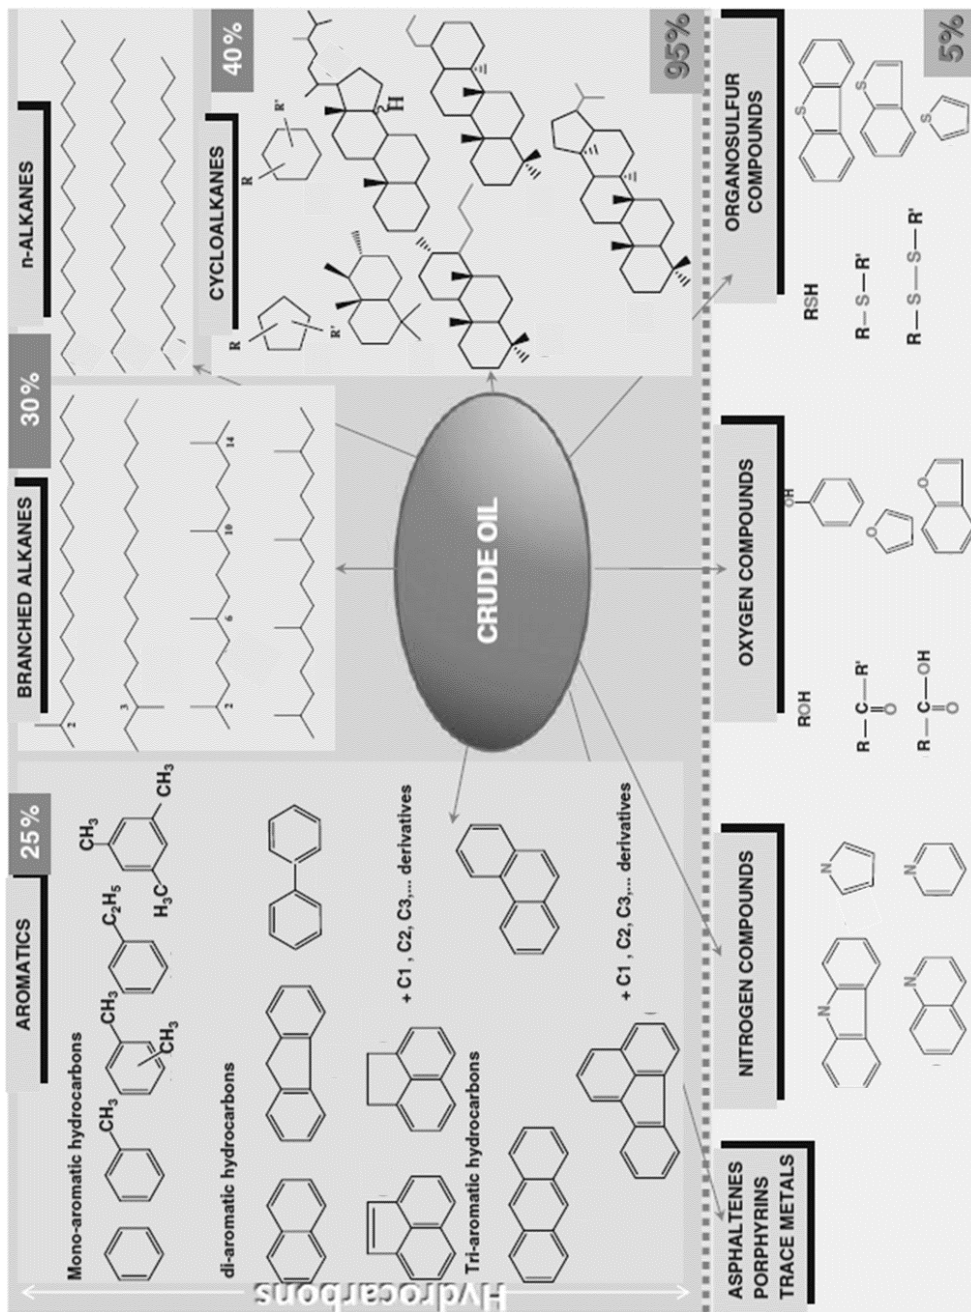 AROMATICS
25%
Mono-aromatic hydrocarbons
CH₃
CH₃
CH₃
C₂H₅
CH₃
H₃C
CH₃
di-aromatic hydrocarbons
+ C1 , C2, C3,... derivatives
Tri-aromatic hydrocarbons
+ C1 , C2, C3,... derivatives
Hydrocarbons
BRANCHED ALKANES
30%
2
3
2
6
10
14
n-ALKANES
CYCLOALKANES
40%
R
R'
R
R'
H
95%
CRUDE OIL
ASPHALTENES
PORPHYRINS
TRACE METALS
NITROGEN COMPOUNDS
N
N
N
N
OXYGEN COMPOUNDS
ROH
R—C—R'
O
R—C—OH
O
OH
O
O
ORGANOSULFUR
COMPOUNDS
5%
RSH
R—S—R'
R—S—S—R'
S
S
S